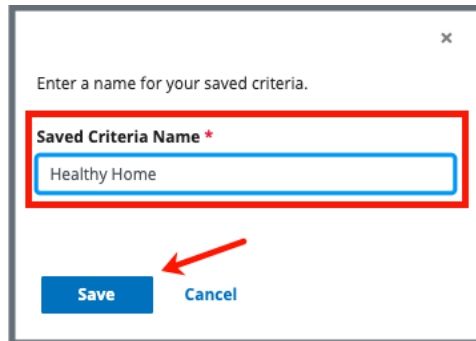 ×
Enter a name for your saved criteria.
Saved Criteria Name *
Healthy Home
Save Cancel